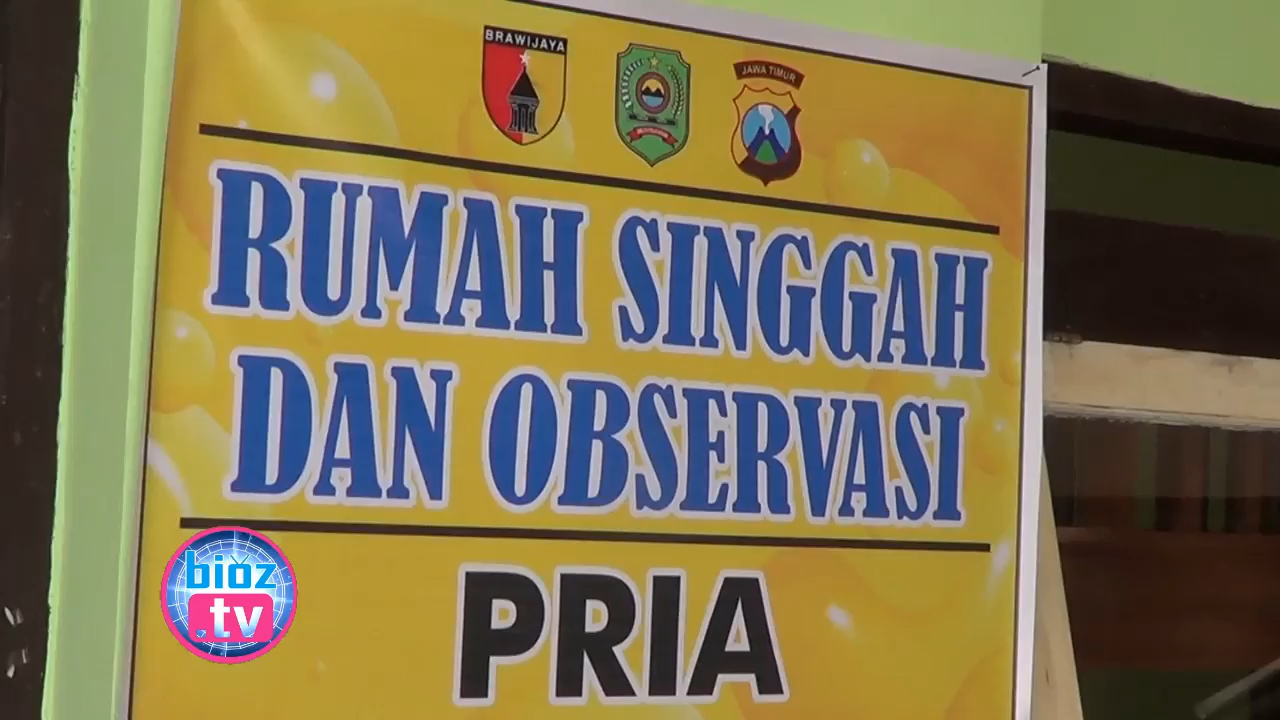 BRAWIJAYA
JAWA TIMUR
RUMAH SINGGAH
DAN OBSERVASI
PRIA
bioz
.tv